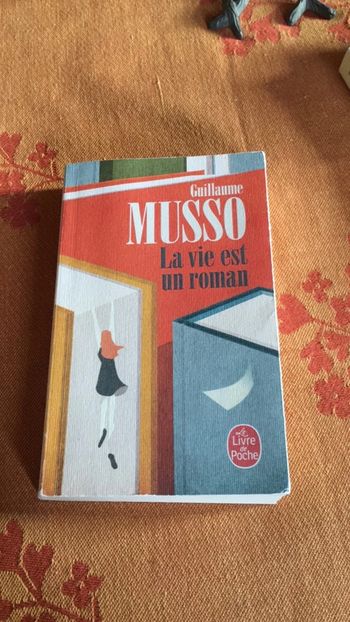 Guillaume
MUSSO
La vie est
un roman
Le
Livre
de
Poche